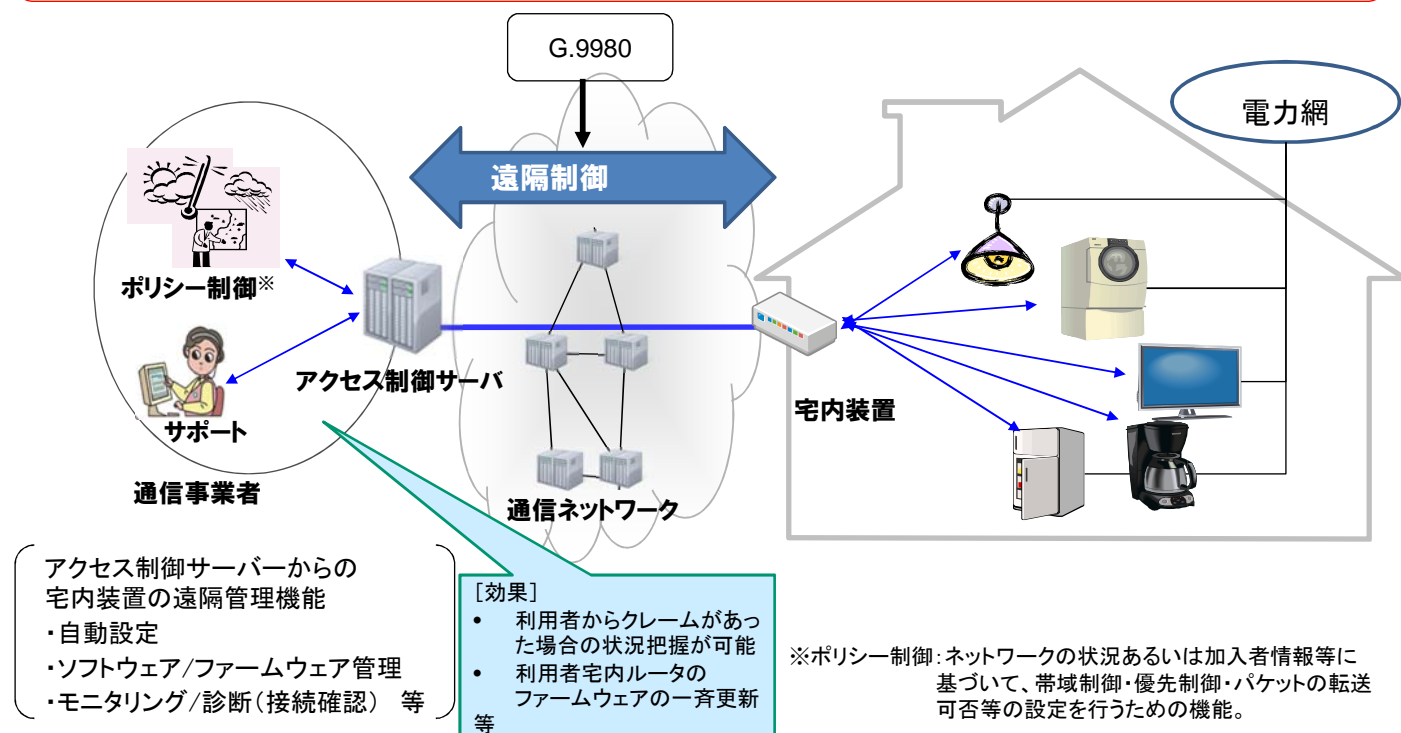 G.9980
電力網
遠隔制御
ポリシー制御※
アクセス制御サーバ
サポート
通信事業者
通信ネットワーク
宅内装置
アクセス制御サーバーからの
宅内装置の遠隔管理機能
・自動設定
・ソフトウェア/ファームウェア管理
・モニタリング/診断(接続確認) 等
[効果]
• 利用者からクレームがあっ
た場合の状況把握が可能
• 利用者宅内ルータの
ファームウェアの一斉更新
等
※ポリシー制御:ネットワークの状況あるいは加入者情報等に
基づいて、帯域制御・優先制御・パケットの転送
可否等の設定を行うための機能。